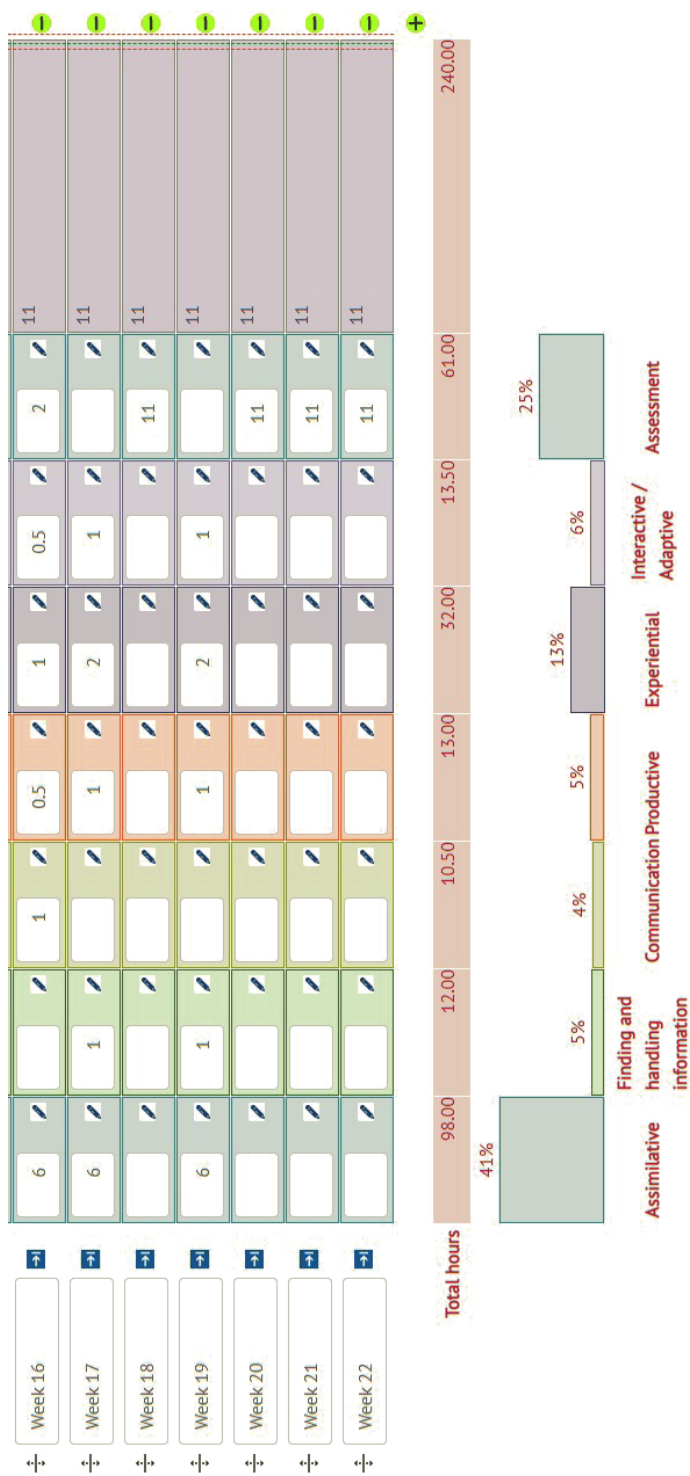 Week 16 6 1 0.5 1 0.5 2 11
Week 17 6 1 1 2 1 11
Week 18 11 11
Week 19 6 1 1 2 1 11
Week 20 11 11
Week 21 11 11
Week 22 11 11
Total hours 98.00 12.00 10.50 13.00 32.00 13.50 61.00 240.00
41% 5% 4% 5% 13% 6% 25%
Assimilative
Finding and
handling
information
Communication Productive
Experiential
Interactive /
Adaptive
Assessment